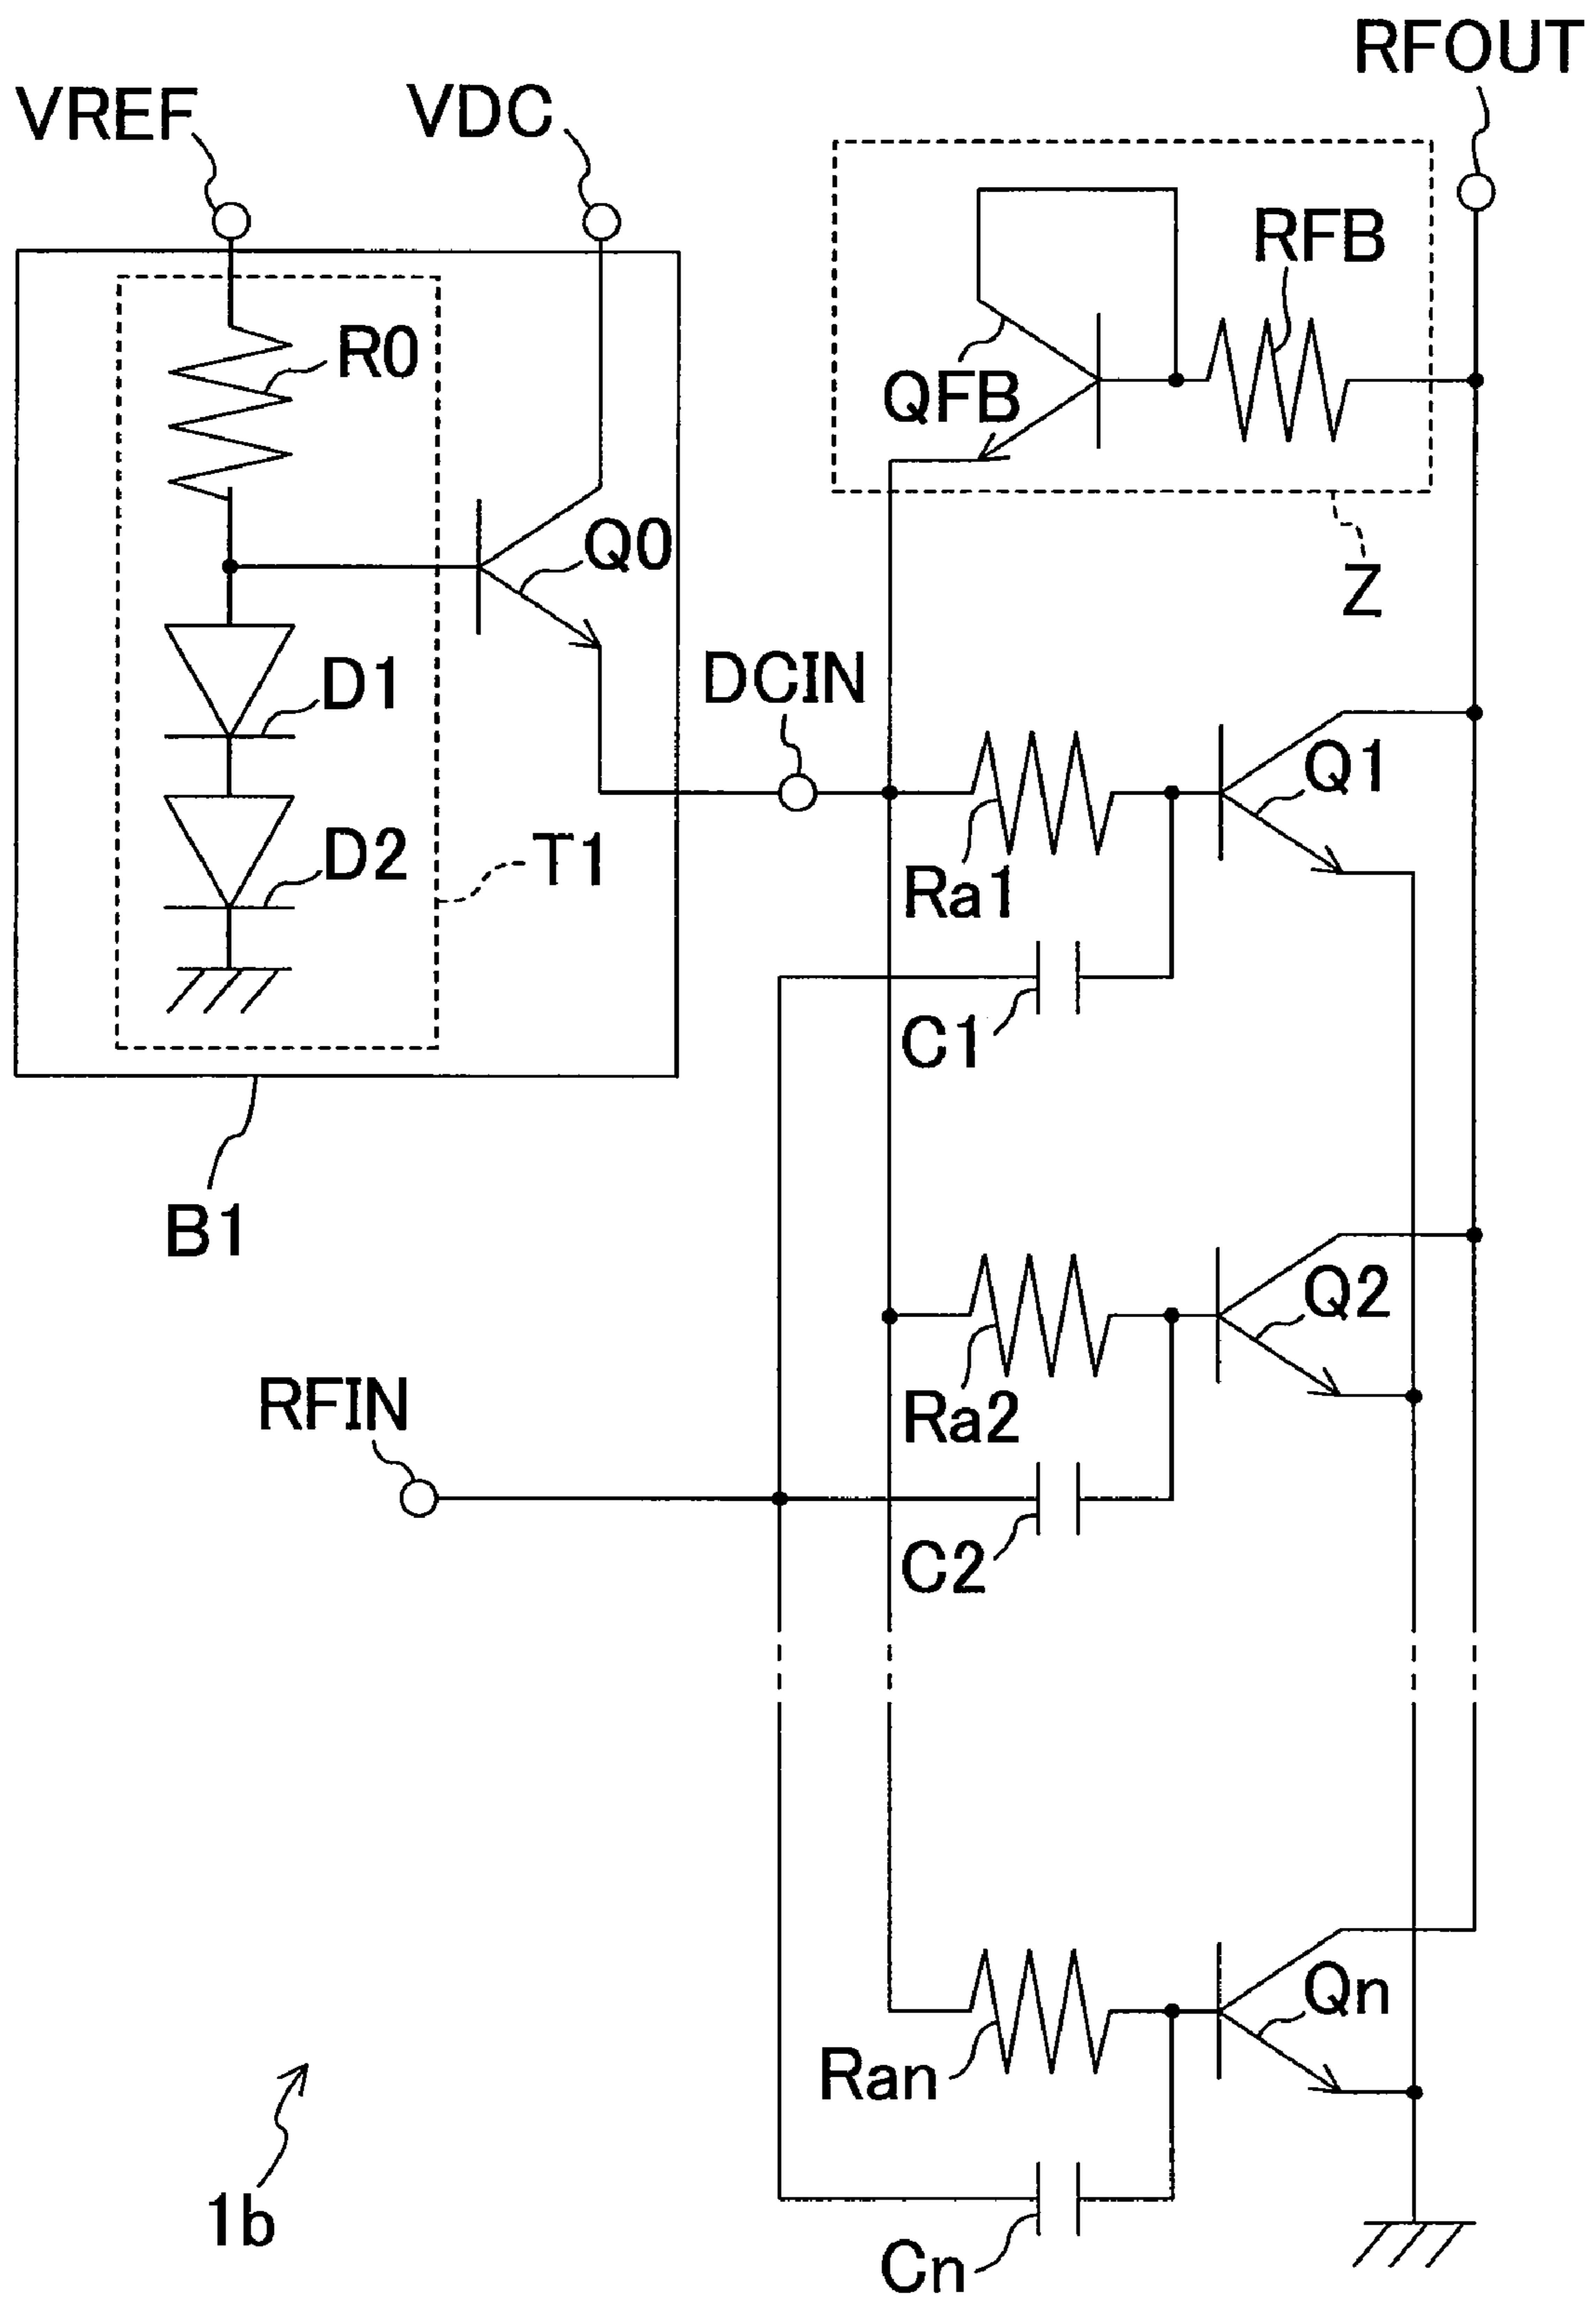 RFOUT
VREF
VDC
RFB
R0
QFB
Q0
Z
D1
DCIN
Q1
D2
T1
Ra1
C1
B1
Q2
RFIN
Ra2
C2
Qn
Ran
1b
Cn